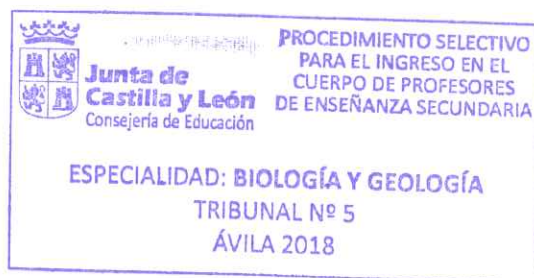 Junta de
Castilla y León
Consejería de Educación
PROCEDIMIENTO SELECTIVO
PARA EL INGRESO EN EL
CUERPO DE PROFESORES
DE ENSEÑANZA SECUNDARIA
ESPECIALIDAD: BIOLOGÍA Y GEOLOGÍA
TRIBUNAL Nº 5
ÁVILA 2018